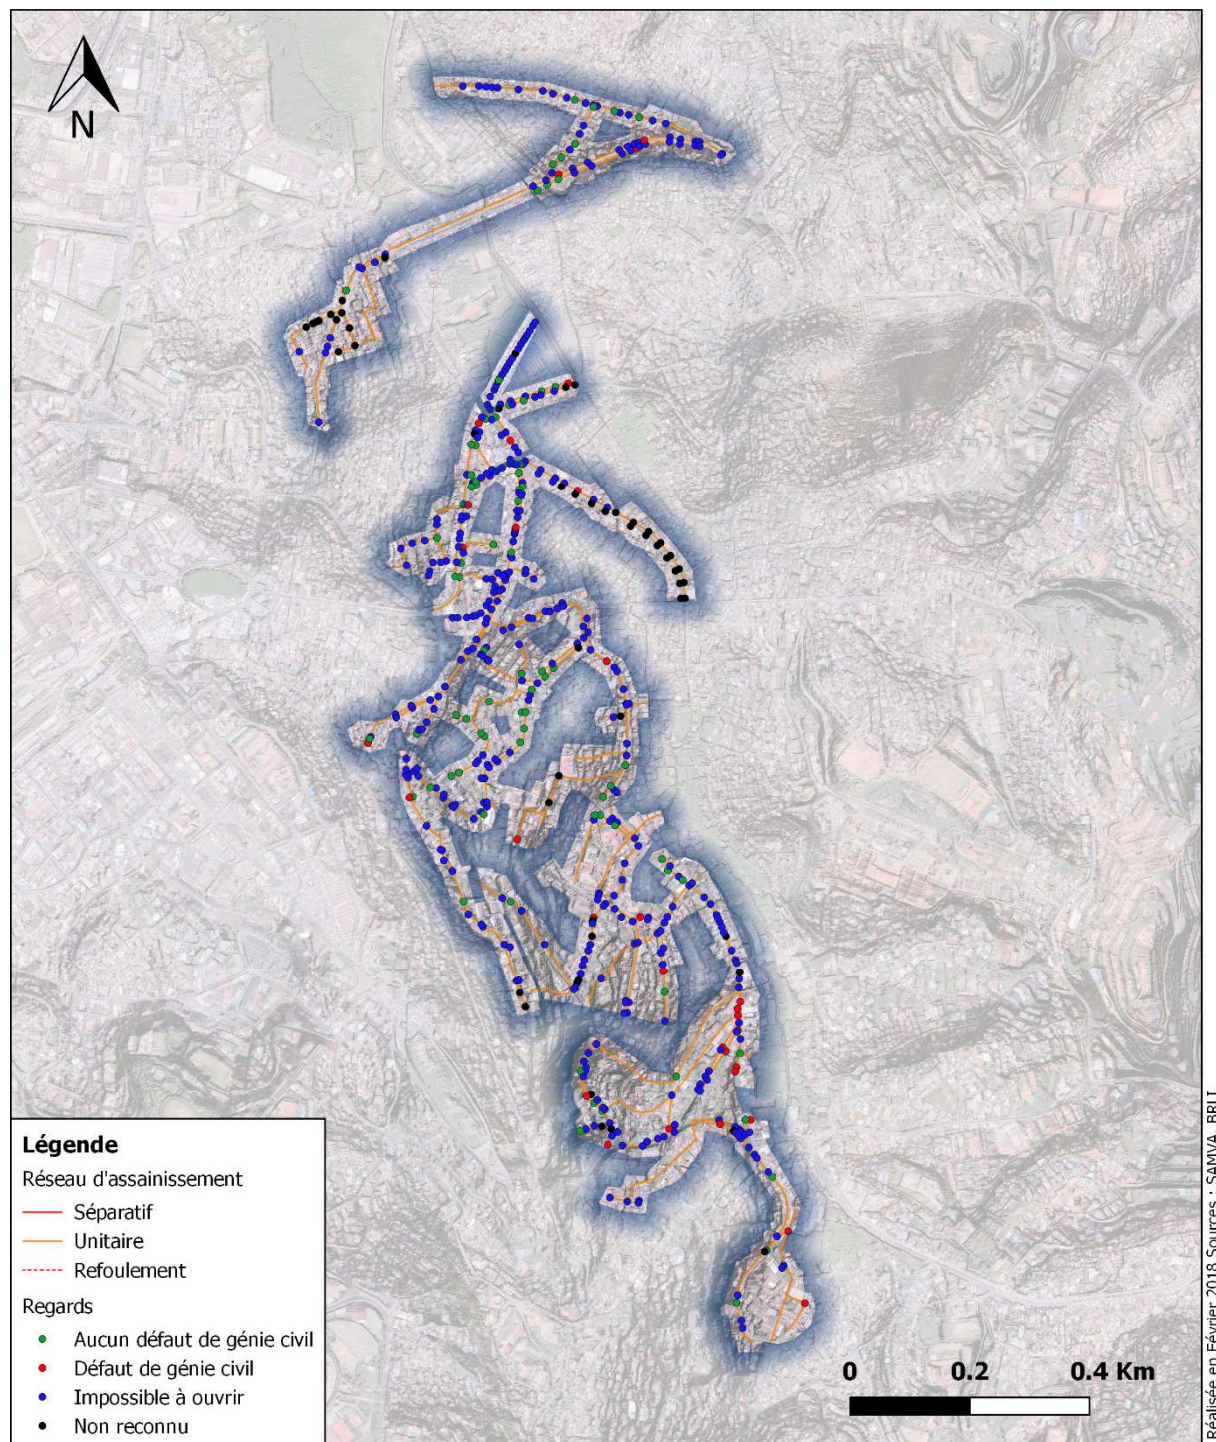 N
Légende
Réseau d'assainissement
Séparatif
Unitaire
Refoulement
Regards
Aucun défaut de génie civil
Défaut de génie civil
Impossible à ouvrir
Non reconnu
0 0.2 0.4 Km
Réalisée en Février 2018 Sources : SAMVA, BRLI